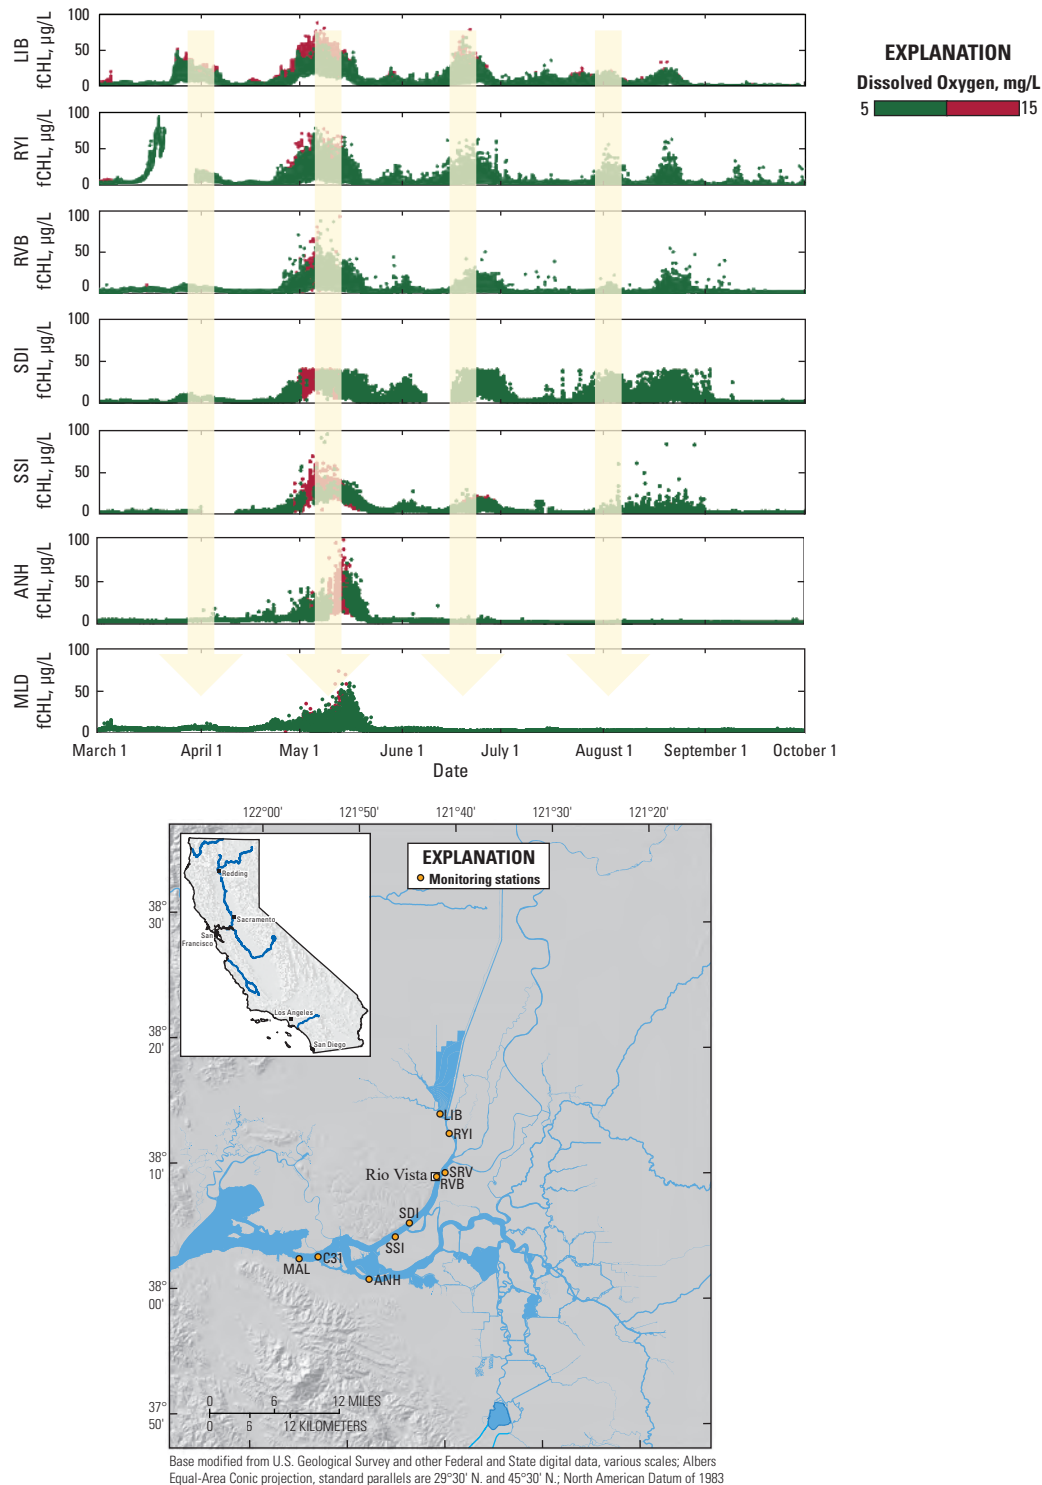 EXPLANATION
Dissolved Oxygen, mg/L
5 15
LIB
fCHL, µg/L
100
50
0
RYI
fCHL, µg/L
100
50
0
RVB
fCHL, µg/L
100
50
0
SDI
fCHL, µg/L
100
50
0
SSI
fCHL, µg/L
100
50
0
ANH
fCHL, µg/L
100
50
0
MLD
fCHL, µg/L
100
50
0
March 1 April 1 May 1 June 1 July 1 August 1 September 1 October 1
Date
122°00' 121°50' 121°40' 121°30' 121°20'
EXPLANATION
Monitoring stations
Redding
Sacramento
San
Francisco
Los Angeles
San Diego
38°
30'
38°
20'
38°
10'
38°
00'
37°
50'
LIB
RYI
SRV
Rio Vista
RVB
SDI
SSI
C31
MAL
ANH
0 6 12 MILES
0 6 12 KILOMETERS
Base modified from U.S. Geological Survey and other Federal and State digital data, various scales; Albers
Equal-Area Conic projection, standard parallels are 29°30' N. and 45°30' N.; North American Datum of 1983